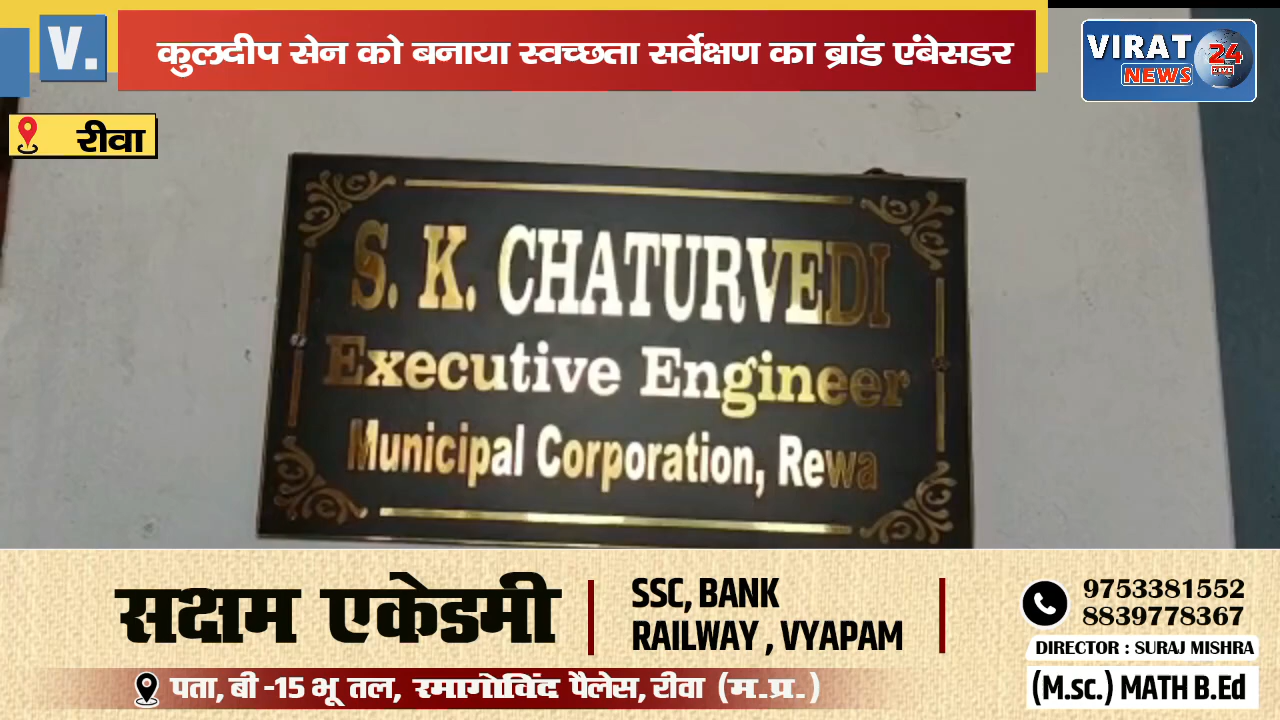 V.
कुलदीप सेन को बनाया स्वच्छता सर्वेक्षण का ब्रांड एंबेसडर
VIRAT
NEWS
24
LIVE
रीवा
S. K. CHATURVEDI
Executive Engineer
Municipal Corporation, Rewa
सक्षम एकेडमी
SSC, BANK
RAILWAY , VYAPAM
9753381552
8839778367
DIRECTOR : SURAJ MISHRA
(M.sc.) MATH B.Ed
पता, बी -15 भू तल, रमागोविंद पैलेस, रीवा (म.प्र.)